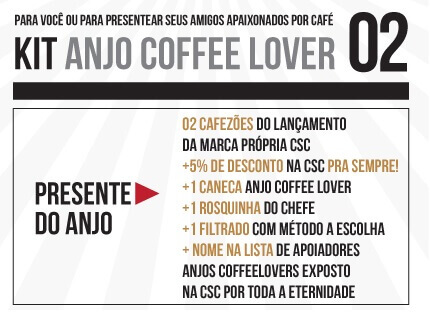 PARA VOCÊ OU PARA PRESENTEAR SEUS AMIGOS APAIXONADOS POR CAFÉ
KIT ANJO COFFEE LOVER 02
PRESENTE
DO ANJO
02 CAFEZÕES DO LANÇAMENTO
DA MARCA PRÓPRIA CSC
+5% DE DESCONTO NA CSC PRA SEMPRE!
+1 CANECA ANJO COFFEE LOVER
+1 ROSQUINHA DO CHEFE
+1 FILTRADO COM MÉTODO A ESCOLHA
+ NOME NA LISTA DE APOIADORES
ANJOS COFFEELOVERS EXPOSTO
NA CSC POR TODA A ETERNIDADE